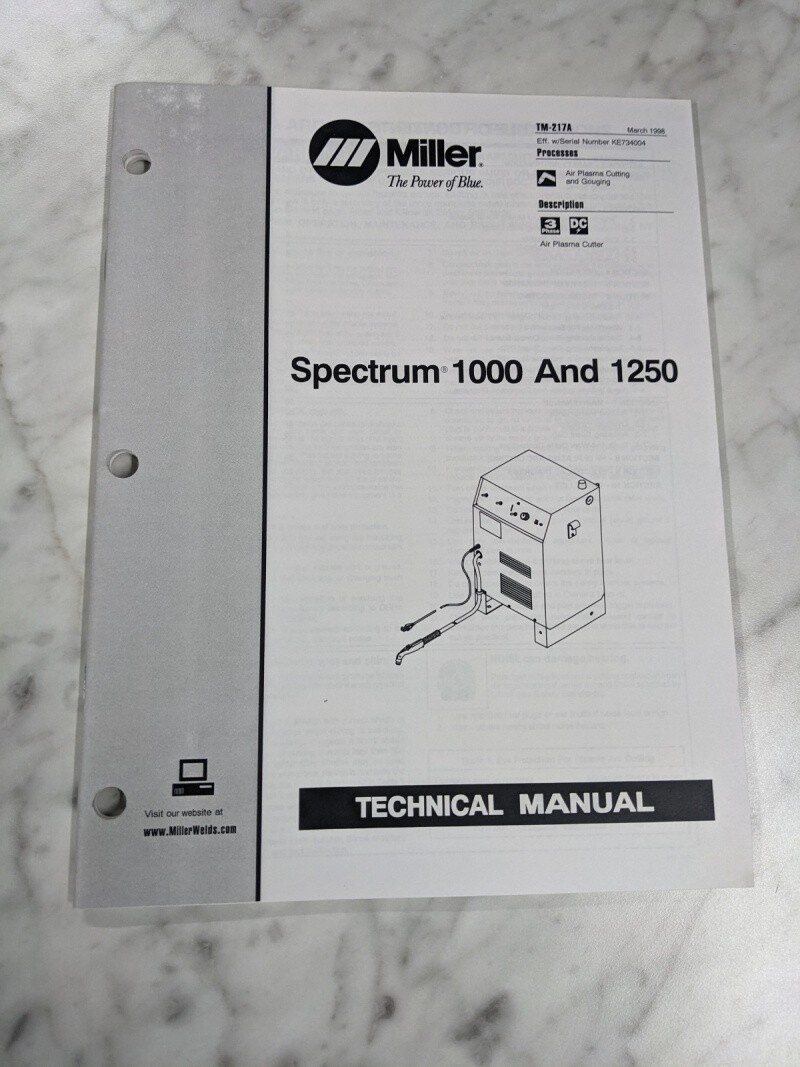 Miller®
The Power of Blue.
TM-217A
March 1998
Eff. w/Serial Number KE734004
Processes
Air Plasma Cutting
and Gouging
Description
3 DC
Phase
Air Plasma Cutter
Spectrum® 1000 And 1250
Visit our website at
www.MillerWelds.com
TECHNICAL MANUAL